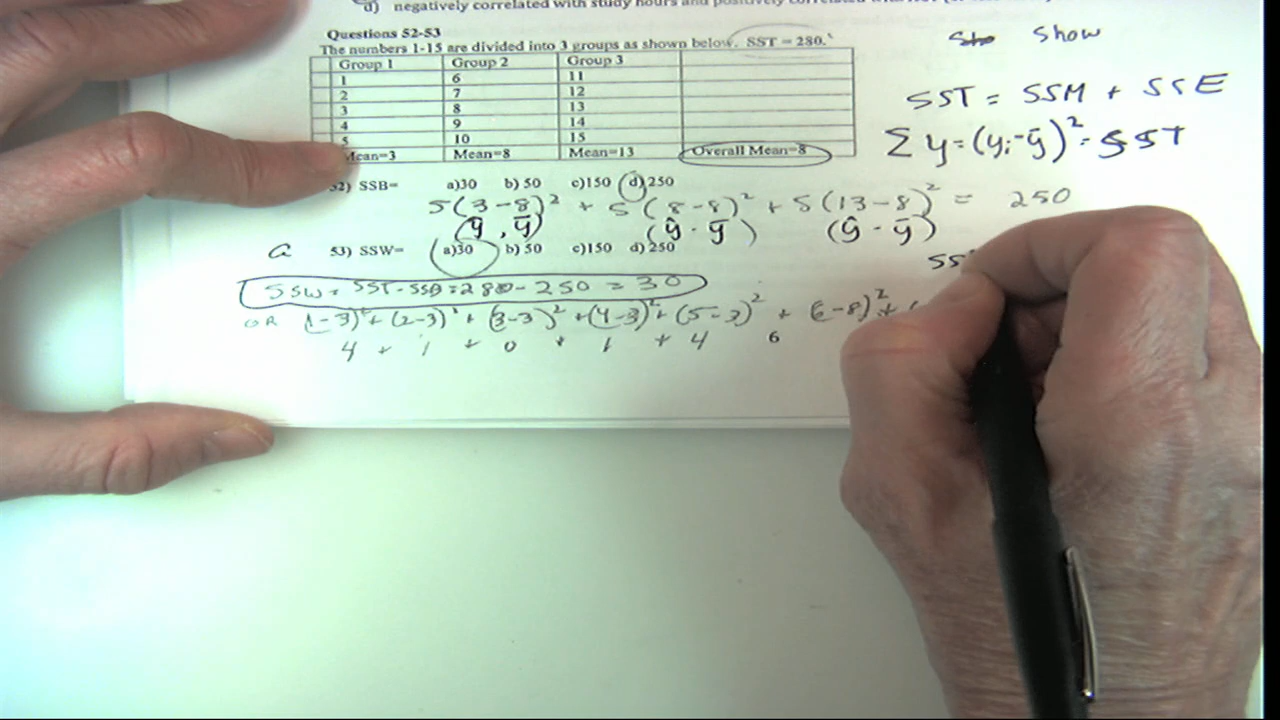 d) negatively correlated with study hours and positively correlated with
Questions 52-53
The numbers 1-15 are divided into 3 groups as shown below. SST = 280.
Group 1 Group 2 Group 3
1 6 11
2 7 12
3 8 13
4 9 14
5 10 15
Mean=3 Mean=8 Mean=13 Overall Mean=8
Show
SST = SSM + SSE
Σ y = (yi - ȳ)² = SST
52) SSB= a)30 b) 50 c)150 d)250
5(3-8)² + 5(8-8)² + 5(13-8)² = 250
(ŷ, ȳ) (ŷ - ȳ) (ŷ - ȳ)
a 53) SSW= a)30 b) 50 c)150 d) 250
SSW = SST - SSB = 280 - 250 = 30
OR (1-3)² + (2-3)² + (3-3)² + (4-3)² + (5-3)² + (6-8)² +
4 + 1 + 0 + 1 + 4
6